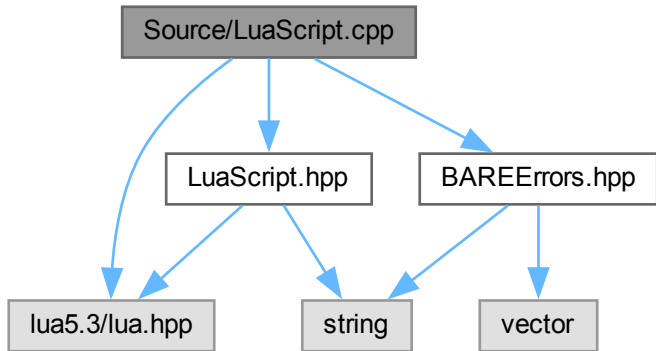 Source/LuaScript.cpp
LuaScript.hpp
BAREErrors.hpp
lua5.3/lua.hpp
string
vector